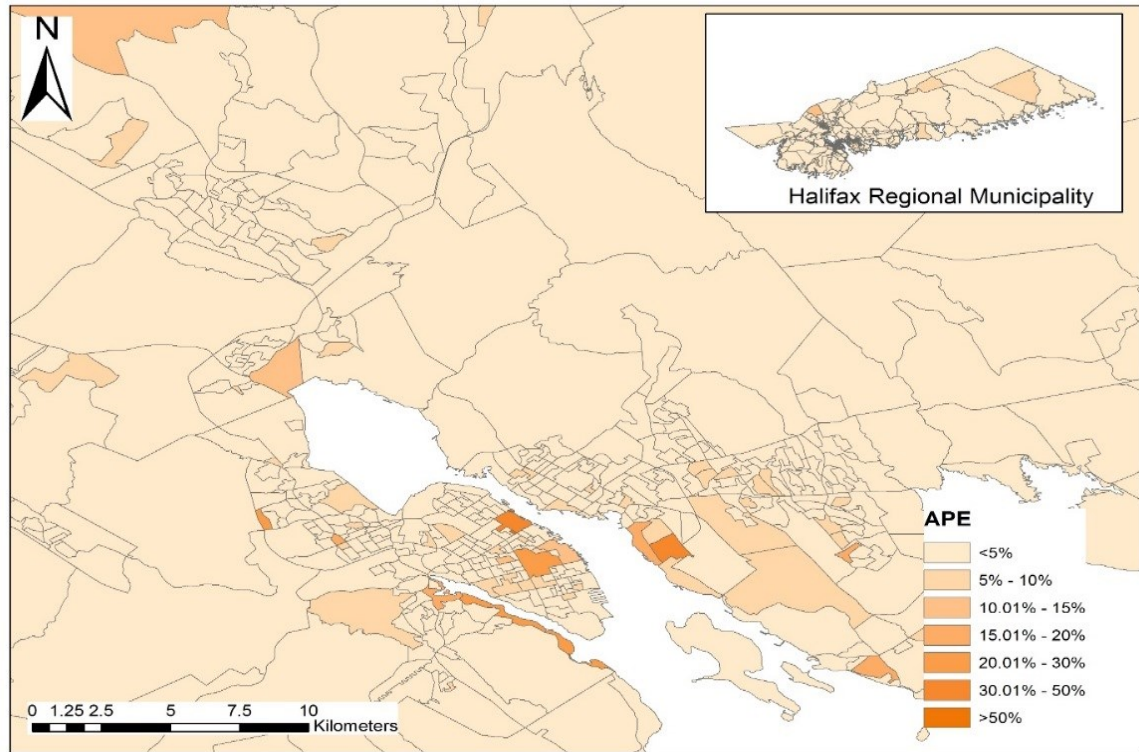 N
Halifax Regional Municipality
APE
<5%
5% - 10%
10.01% - 15%
15.01% - 20%
20.01% - 30%
30.01% - 50%
>50%
0 1.25 2.5 5 7.5 10
Kilometers